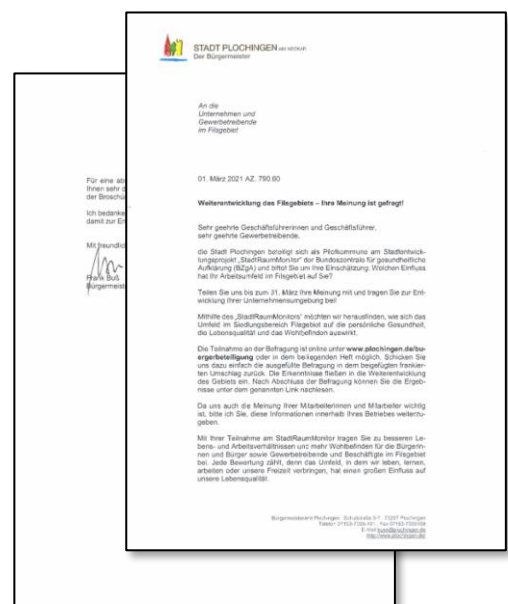 STADT PLOCHINGEN AM NECKAR
Der Bürgermeister
An die
Unternehmen und
Gewerbetreibende
im Filsgebiet
01. März 2021 AZ. 790.60
Weiterentwicklung des Filsgebiets – Ihre Meinung ist gefragt!
Sehr geehrte Geschäftsführerinnen und Geschäftsführer,
sehr geehrte Gewerbetreibende,
die Stadt Plochingen beteiligt sich als Pilotkommune am Stadtentwick-
lungsprojekt „StadtRaumMonitor" der Bundeszentrale für gesundheitliche
Aufklärung (BZgA) und bittet Sie um Ihre Einschätzung. Welchen Einfluss
hat Ihr Arbeitsumfeld im Filsgebiet auf Sie?
Teilen Sie uns bis zum 31. März Ihre Meinung mit und tragen Sie zur Ent-
wicklung Ihrer Unternehmensumgebung bei!
Mithilfe des „StadtRaumMonitors" möchten wir herausfinden, wie sich das
Umfeld im Siedlungsbereich Filsgebiet auf die persönliche Gesundheit,
die Lebensqualität und das Wohlbefinden auswirkt.
Die Teilnahme an der Befragung ist online unter www.plochingen.de/bu-
ergerbeteiligung oder in dem beiliegenden Heft möglich. Schicken Sie
uns dazu einfach die ausgefüllte Befragung in dem beigefügten frankier-
ten Umschlag zurück. Die Erkenntnisse fließen in die Weiterentwicklung
des Gebiets ein. Nach Abschluss der Befragung können Sie die Ergeb-
nisse unter dem genannten Link nachlesen.
Da uns auch die Meinung Ihrer Mitarbeiterinnen und Mitarbeiter wichtig
ist, bitte ich Sie, diese Informationen innerhalb Ihres Betriebes weiterzu-
geben.
Mit Ihrer Teilnahme am StadtRaumMonitor tragen Sie zu besseren Le-
bens- und Arbeitsverhältnissen und mehr Wohlbefinden für die Bürgerin-
nen und Bürger sowie Gewerbetreibende und Beschäftigte im Filsgebiet
bei. Jede Bewertung zählt, denn das Umfeld, in dem wir leben, lernen,
arbeiten oder unsere Freizeit verbringen, hat einen großen Einfluss auf
unsere Lebensqualität.
Plochingen
Telefon
E-Mail
http://www.plochingen.de/
Für eine ab
Ihnen sehr d
der Broschü
Ich bedanke
damit zur En
Mit freundlich
Frank Buß
Bürgermeist